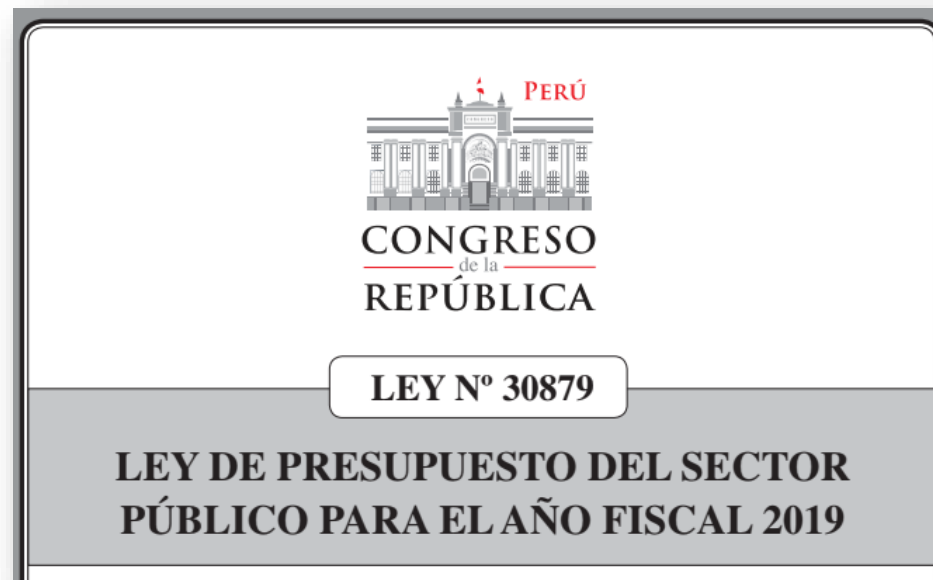 PERÚ
CONGRESO
CONGRESO
de la
REPÚBLICA
LEY Nº 30879
LEY DE PRESUPUESTO DEL SECTOR
PÚBLICO PARA EL AÑO FISCAL 2019